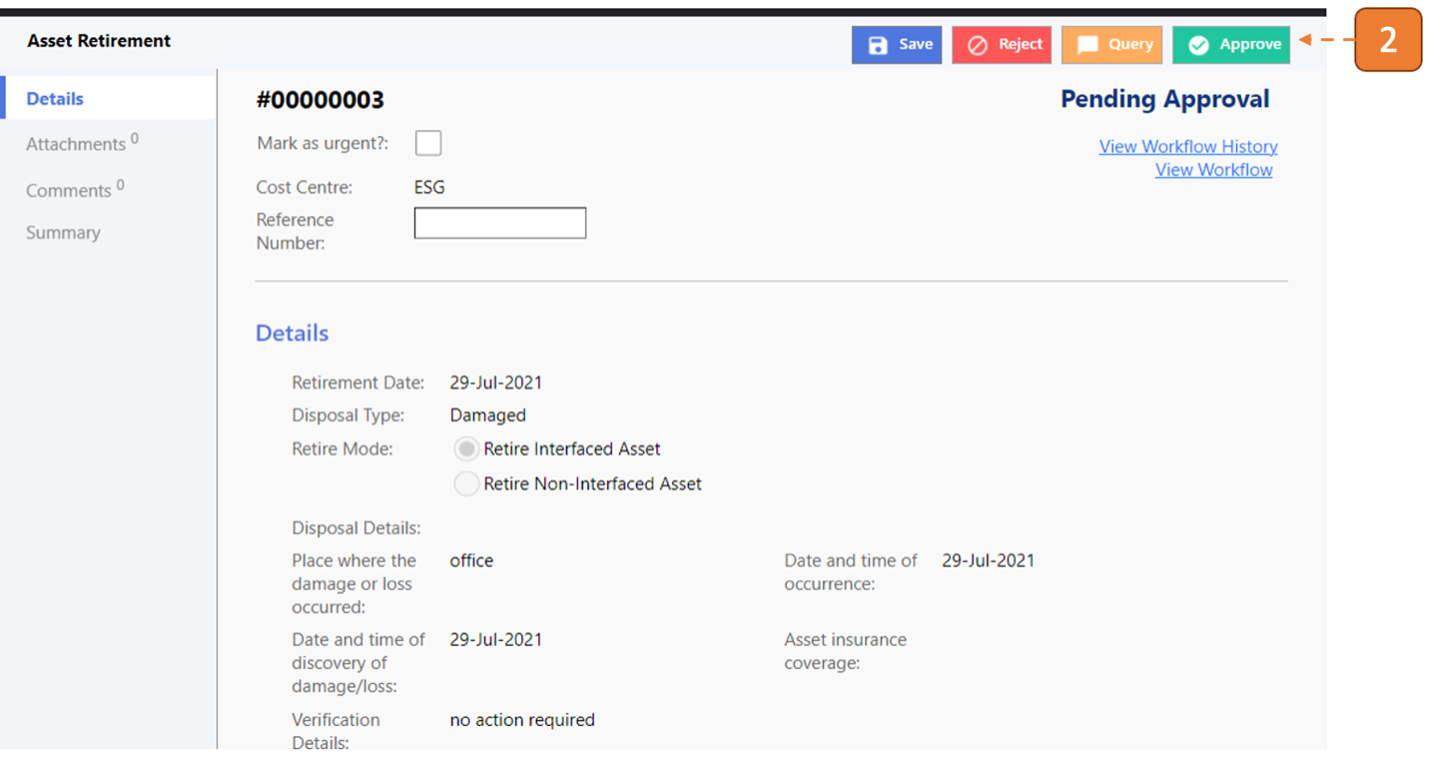 Asset Retirement
Save
Reject
Query
Approve
2
Details
Attachments 0
Comments 0
Summary
#00000003
Pending Approval
Mark as urgent?:
View Workflow History
View Workflow
Cost Centre: ESG
Reference
Number:
Details
Retirement Date: 29-Jul-2021
Disposal Type: Damaged
Retire Mode: Retire Interfaced Asset
Retire Non-Interfaced Asset
Disposal Details:
Place where the
damage or loss
occurred:
office
Date and time of
occurrence:
29-Jul-2021
Date and time of
discovery of
damage/loss:
29-Jul-2021
Asset insurance
coverage:
Verification
Details:
no action required